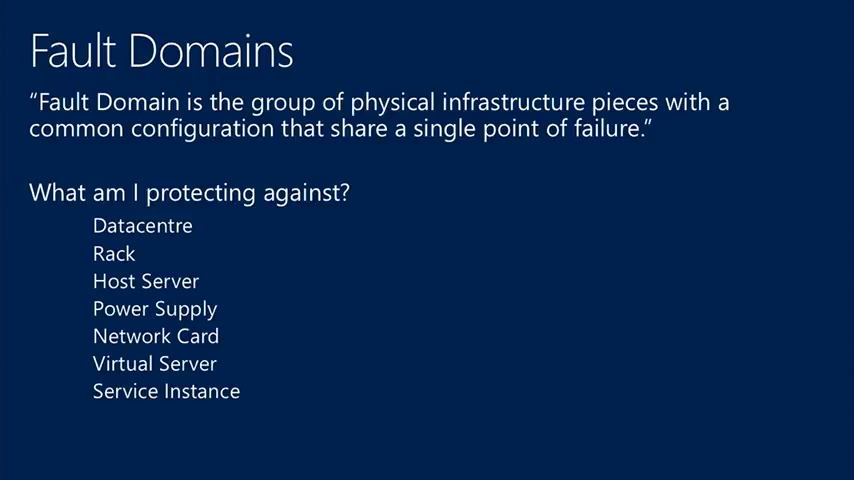 Fault Domains
“Fault Domain is the group of physical infrastructure pieces with a
common configuration that share a single point of failure.”
What am I protecting against?
Datacentre
Rack
Host Server
Power Supply
Network Card
Virtual Server
Service Instance